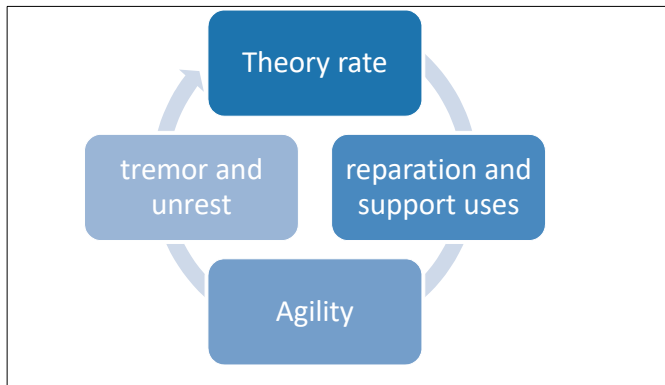 Theory rate
tremor and
unrest
reparation and
support uses
Agility